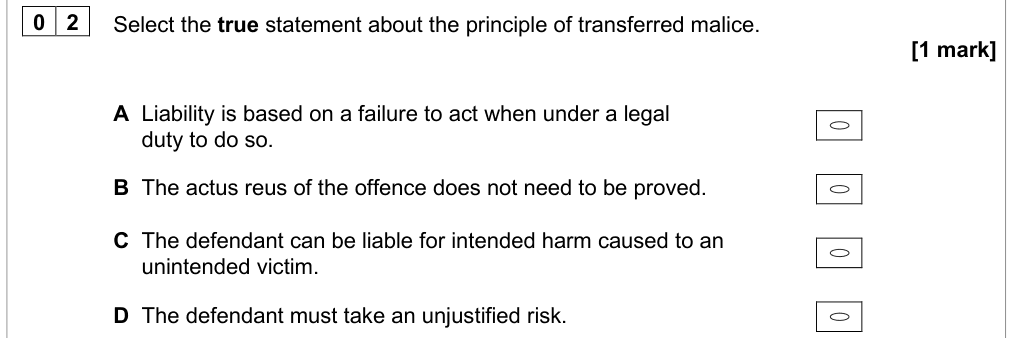 0 2 Select the true statement about the principle of transferred malice.
[1 mark]
A Liability is based on a failure to act when under a legal
duty to do so.
B The actus reus of the offence does not need to be proved.
C The defendant can be liable for intended harm caused to an
unintended victim.
D The defendant must take an unjustified risk.